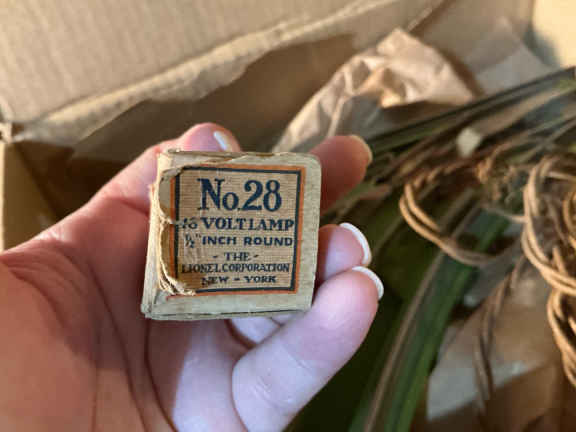 No. 28
18 VOLT LAMP
½" INCH ROUND
- THE -
LIONEL CORPORATION
NEW - YORK